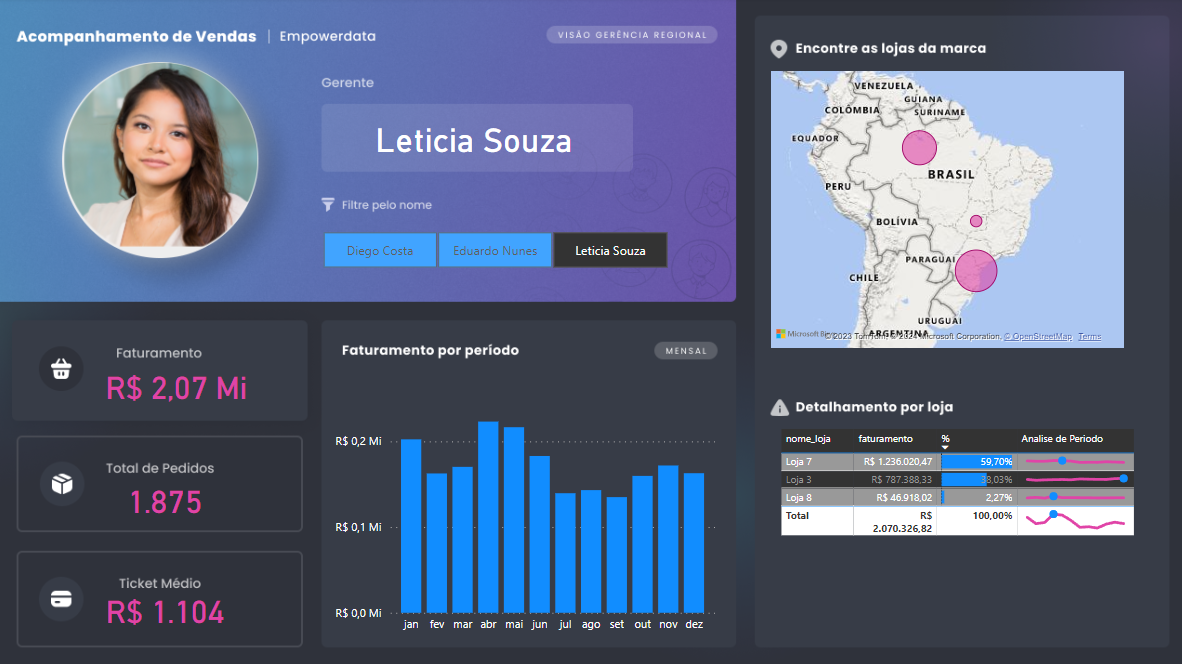 Acompanhamento de Vendas | Empowerdata
VISÃO GERÊNCIA REGIONAL
Gerente
Leticia Souza
Filtre pelo nome
Diego Costa
Eduardo Nunes
Leticia Souza
Faturamento
R$ 2,07 Mi
Total de Pedidos
1.875
Ticket Médio
R$ 1.104
Faturamento por período
MENSAL
R$ 0,2 Mi
R$ 0,1 Mi
R$ 0,0 Mi
jan fev mar abr mai jun jul ago set out nov dez
Encontre as lojas da marca
VENEZUELA
GUIANA
COLÔMBIA
SURINAME
EQUADOR
BRASIL
PERU
BOLÍVIA
PARAGUAI
CHILE
URUGUAI
ARGENTINA
Microsoft Bing
© 2023 TomTom, © 2024 Microsoft Corporation, © OpenStreetMap Terms
Detalhamento por loja
nome_loja faturamento % Analise de Periodo
Loja 7 R$ 1.236.020,47 59,70%
Loja 3 R$ 787.388,33 38,03%
Loja 8 R$ 46.918,02 2,27%
Total R$ 100,00%
2.070.326,82